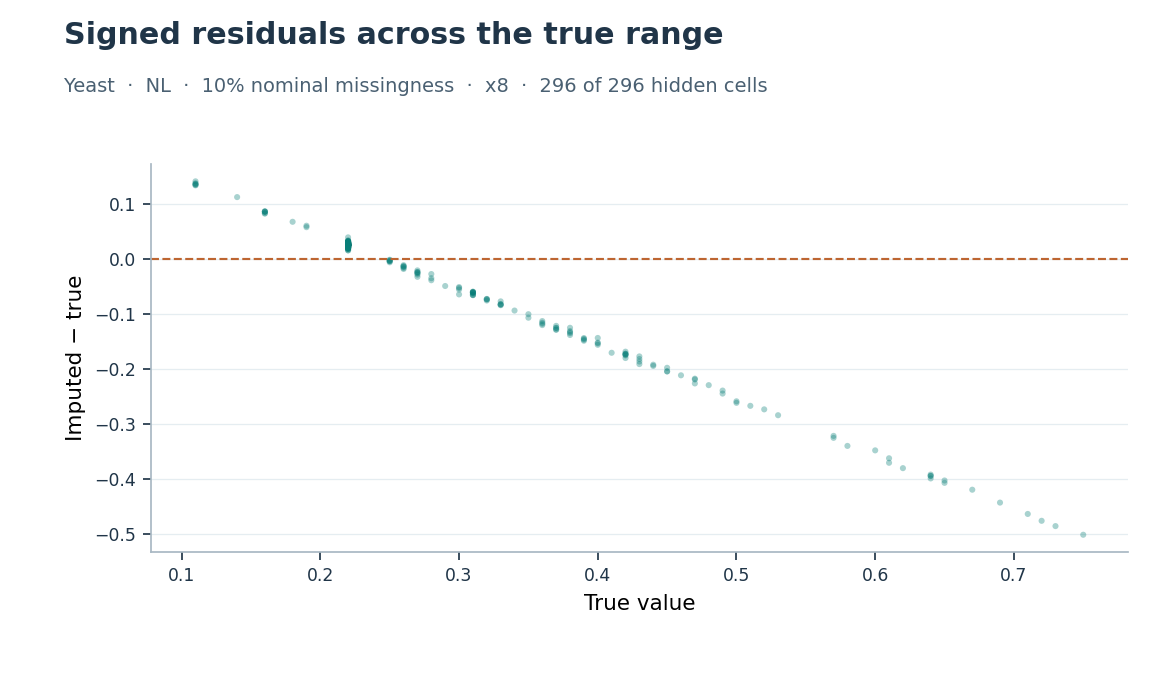 Signed residuals across the true range
Yeast · NL · 10% nominal missingness · x8 · 296 of 296 hidden cells
Imputed − true
0.1
0.0
−0.1
−0.2
−0.3
−0.4
−0.5
0.1 0.2 0.3 0.4 0.5 0.6 0.7
True value